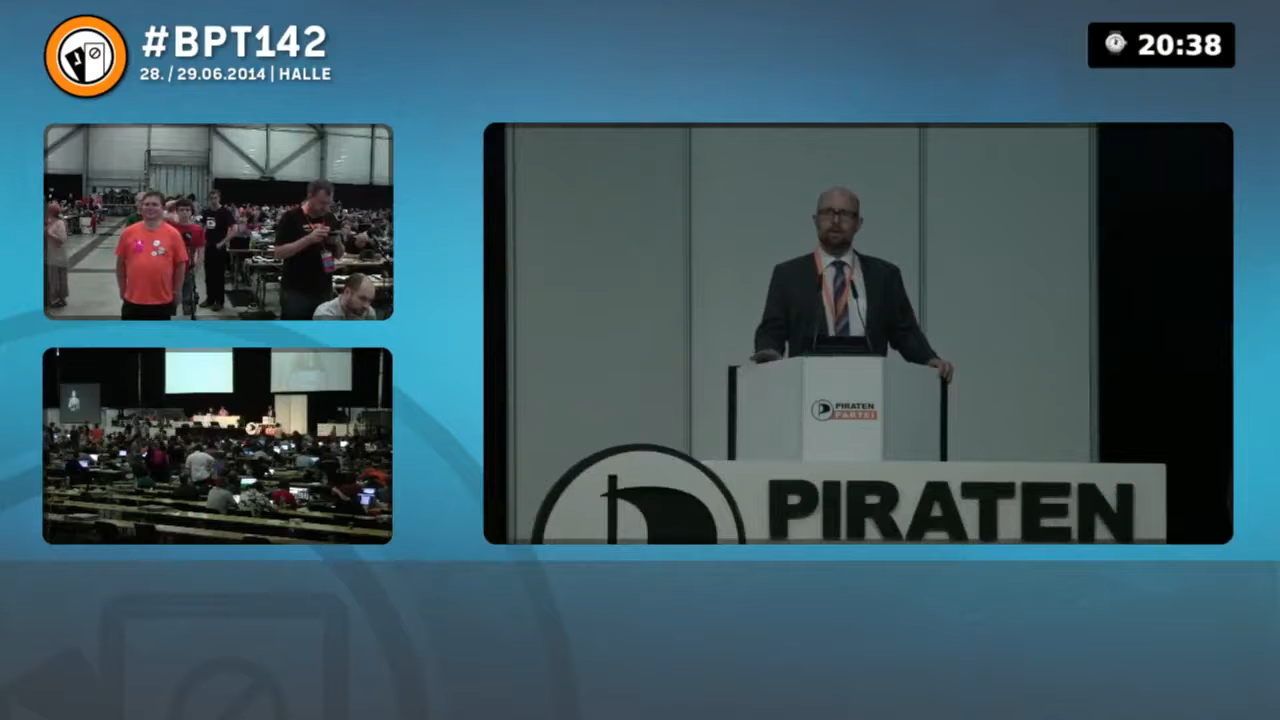 #BPT142
28. / 29.06.2014 | HALLE
20:38
PIRATEN
PARTEI
PIRATEN